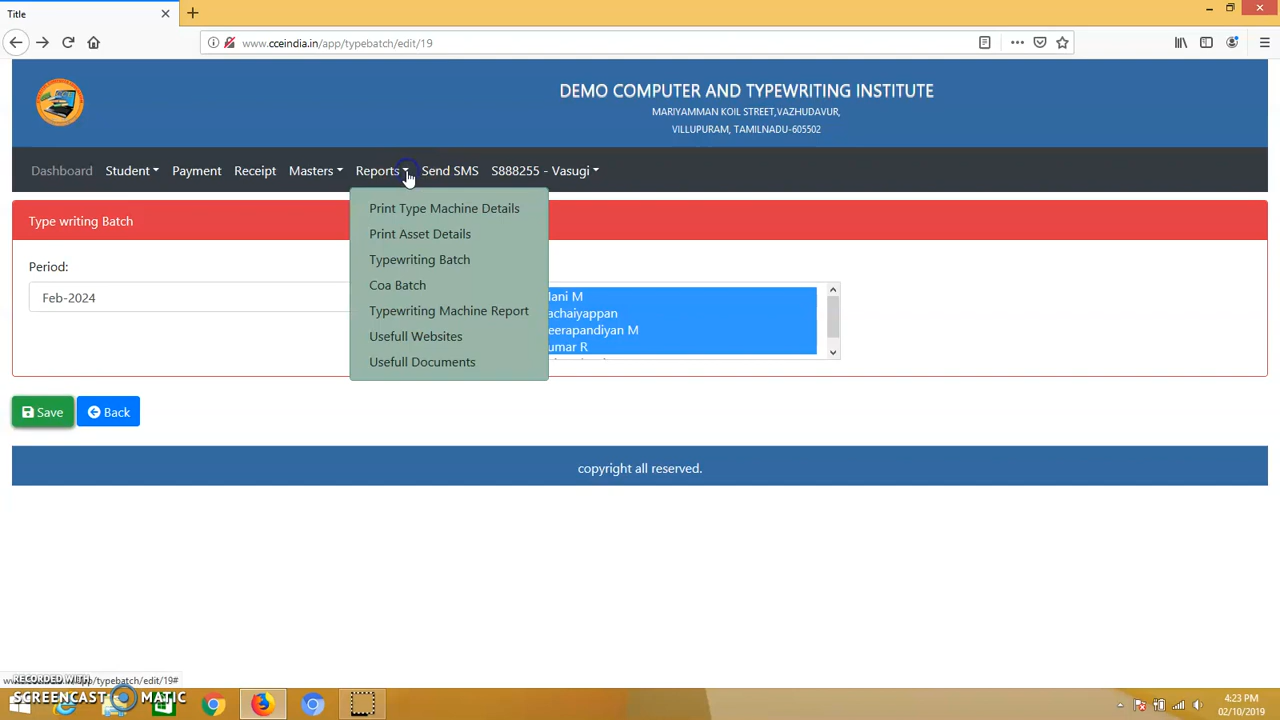 Title
www.cceindia.in/app/typebatch/edit/19
DEMO COMPUTER AND TYPEWRITING INSTITUTE
MARIYAMMAN KOIL STREET,VAZHUDAVUR,
VILLUPURAM, TAMILNADU-605502
Dashboard Student Payment Receipt Masters Reports Send SMS S888255 - Vasugi
Type writing Batch
Print Type Machine Details
Print Asset Details
Typewriting Batch
Coa Batch
Typewriting Machine Report
Usefull Websites
Usefull Documents
Period:
Feb-2024
ani M
achaiyappan
eerapandiyan M
umar R
Save Back
copyright all reserved.
RECORDED WITH
SCREENCAST MATIC
4:23 PM
02/10/2019